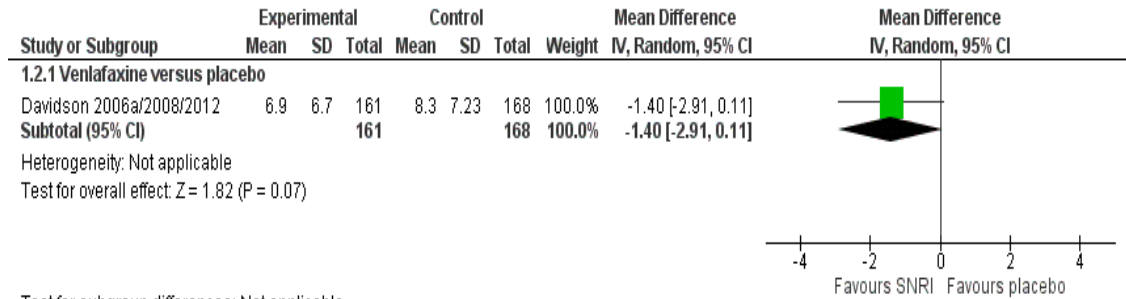 Experimental Control Mean Difference Mean Difference
Study or Subgroup Mean SD Total Mean SD Total Weight IV, Random, 95% CI IV, Random, 95% CI
1.2.1 Venlafaxine versus placebo
Davidson 2006a/2008/2012 6.9 6.7 161 8.3 7.23 168 100.0% -1.40 [-2.91, 0.11]
Subtotal (95% CI) 161 168 100.0% -1.40 [-2.91, 0.11]
Heterogeneity: Not applicable
Test for overall effect: Z = 1.82 (P = 0.07)
-4 -2 0 2 4
Favours SNRI Favours placebo
Test for subgroup differences: Not applicable